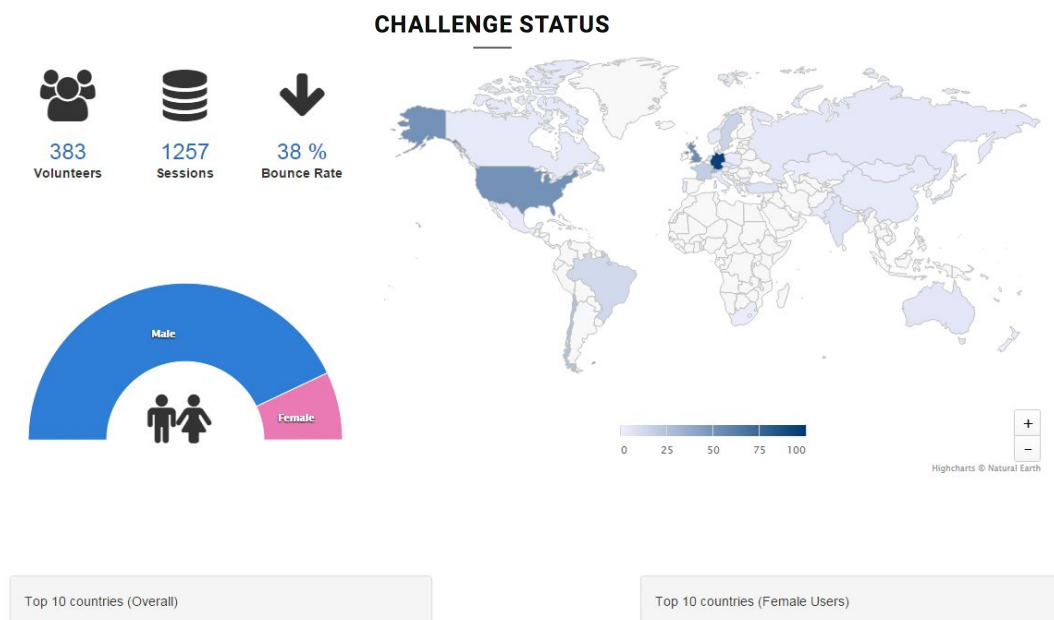 CHALLENGE STATUS
383
Volunteers
1257
Sessions
38 %
Bounce Rate
Male
Female
0 25 50 75 100
+
−
Highcharts © Natural Earth
Top 10 countries (Overall)
Top 10 countries (Female Users)